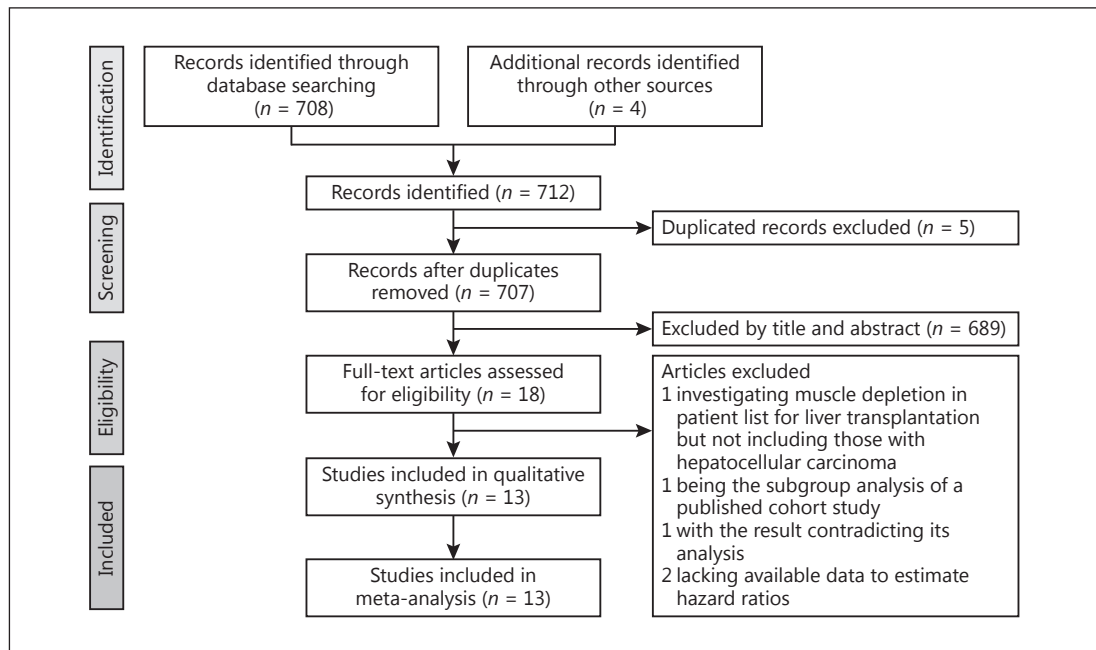 Identification
Records identified through
database searching
(n = 708)
Additional records identified
through other sources
(n = 4)
Records identified (n = 712)
Screening
Duplicated records excluded (n = 5)
Records after duplicates
removed (n = 707)
Excluded by title and abstract (n = 689)
Eligibility
Full-text articles assessed
for eligibility (n = 18)
Articles excluded
1 investigating muscle depletion in
patient list for liver transplantation
but not including those with
hepatocellular carcinoma
1 being the subgroup analysis of a
published cohort study
1 with the result contradicting its
analysis
2 lacking available data to estimate
hazard ratios
Included
Studies included in qualitative
synthesis (n = 13)
Studies included in
meta-analysis (n = 13)